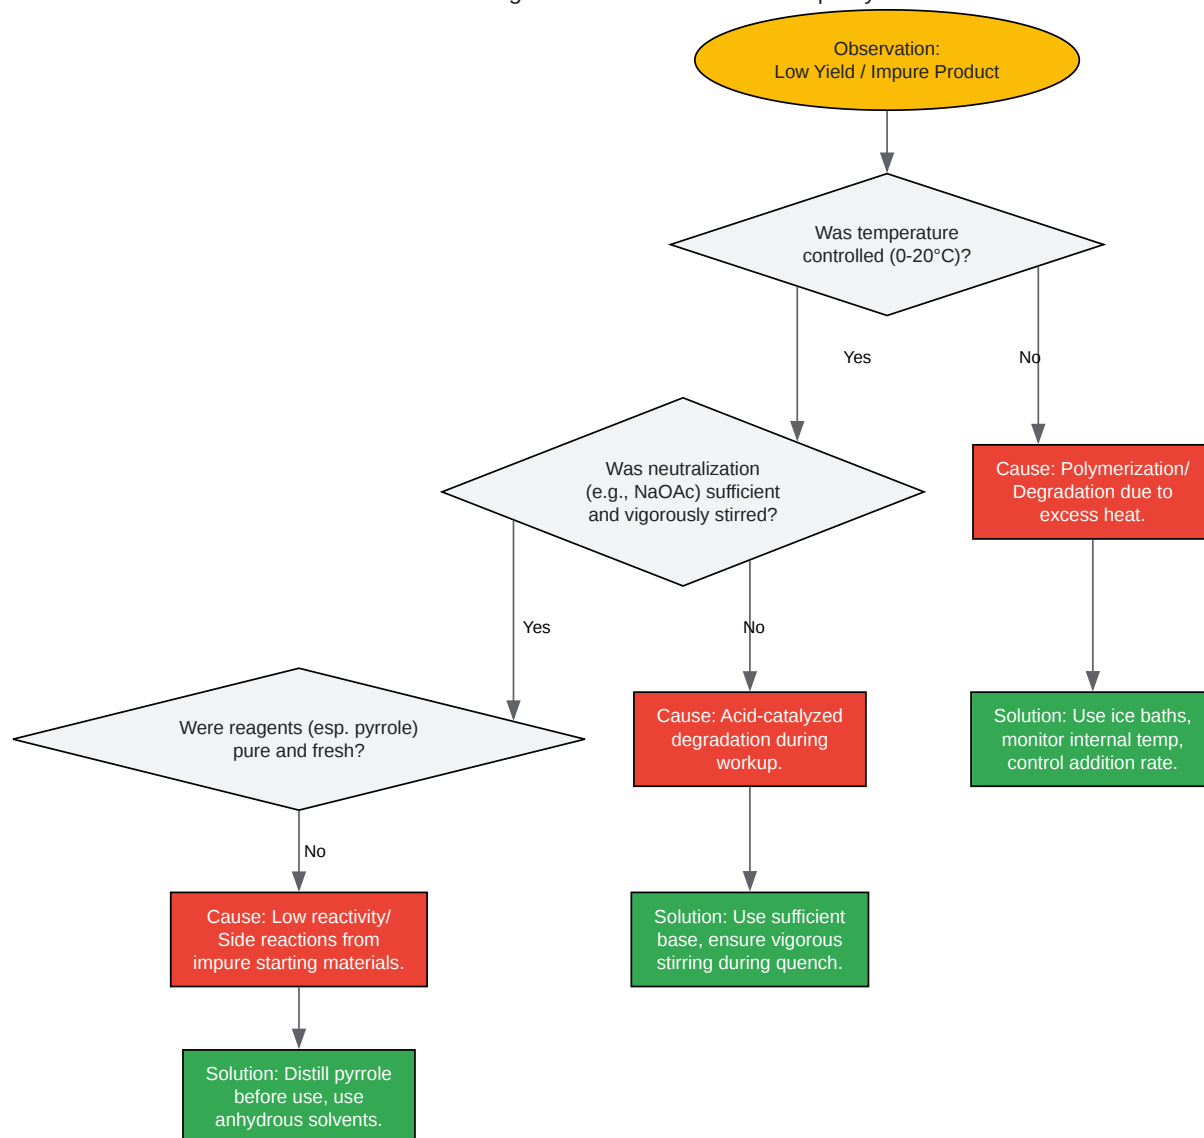 Observation:
Low Yield / Impure Product
Was temperature
controlled (0-20°C)?
Yes
No
Was neutralization
(e.g., NaOAc) sufficient
and vigorously stirred?
Cause: Polymerization/
Degradation due to
excess heat.
Yes
No
Were reagents (esp. pyrrole)
pure and fresh?
Cause: Acid-catalyzed
degradation during
workup.
Solution: Use ice baths,
monitor internal temp,
control addition rate.
No
Cause: Low reactivity/
Side reactions from
impure starting materials.
Solution: Use sufficient
base, ensure vigorous
stirring during quench.
Solution: Distill pyrrole
before use, use
anhydrous solvents.